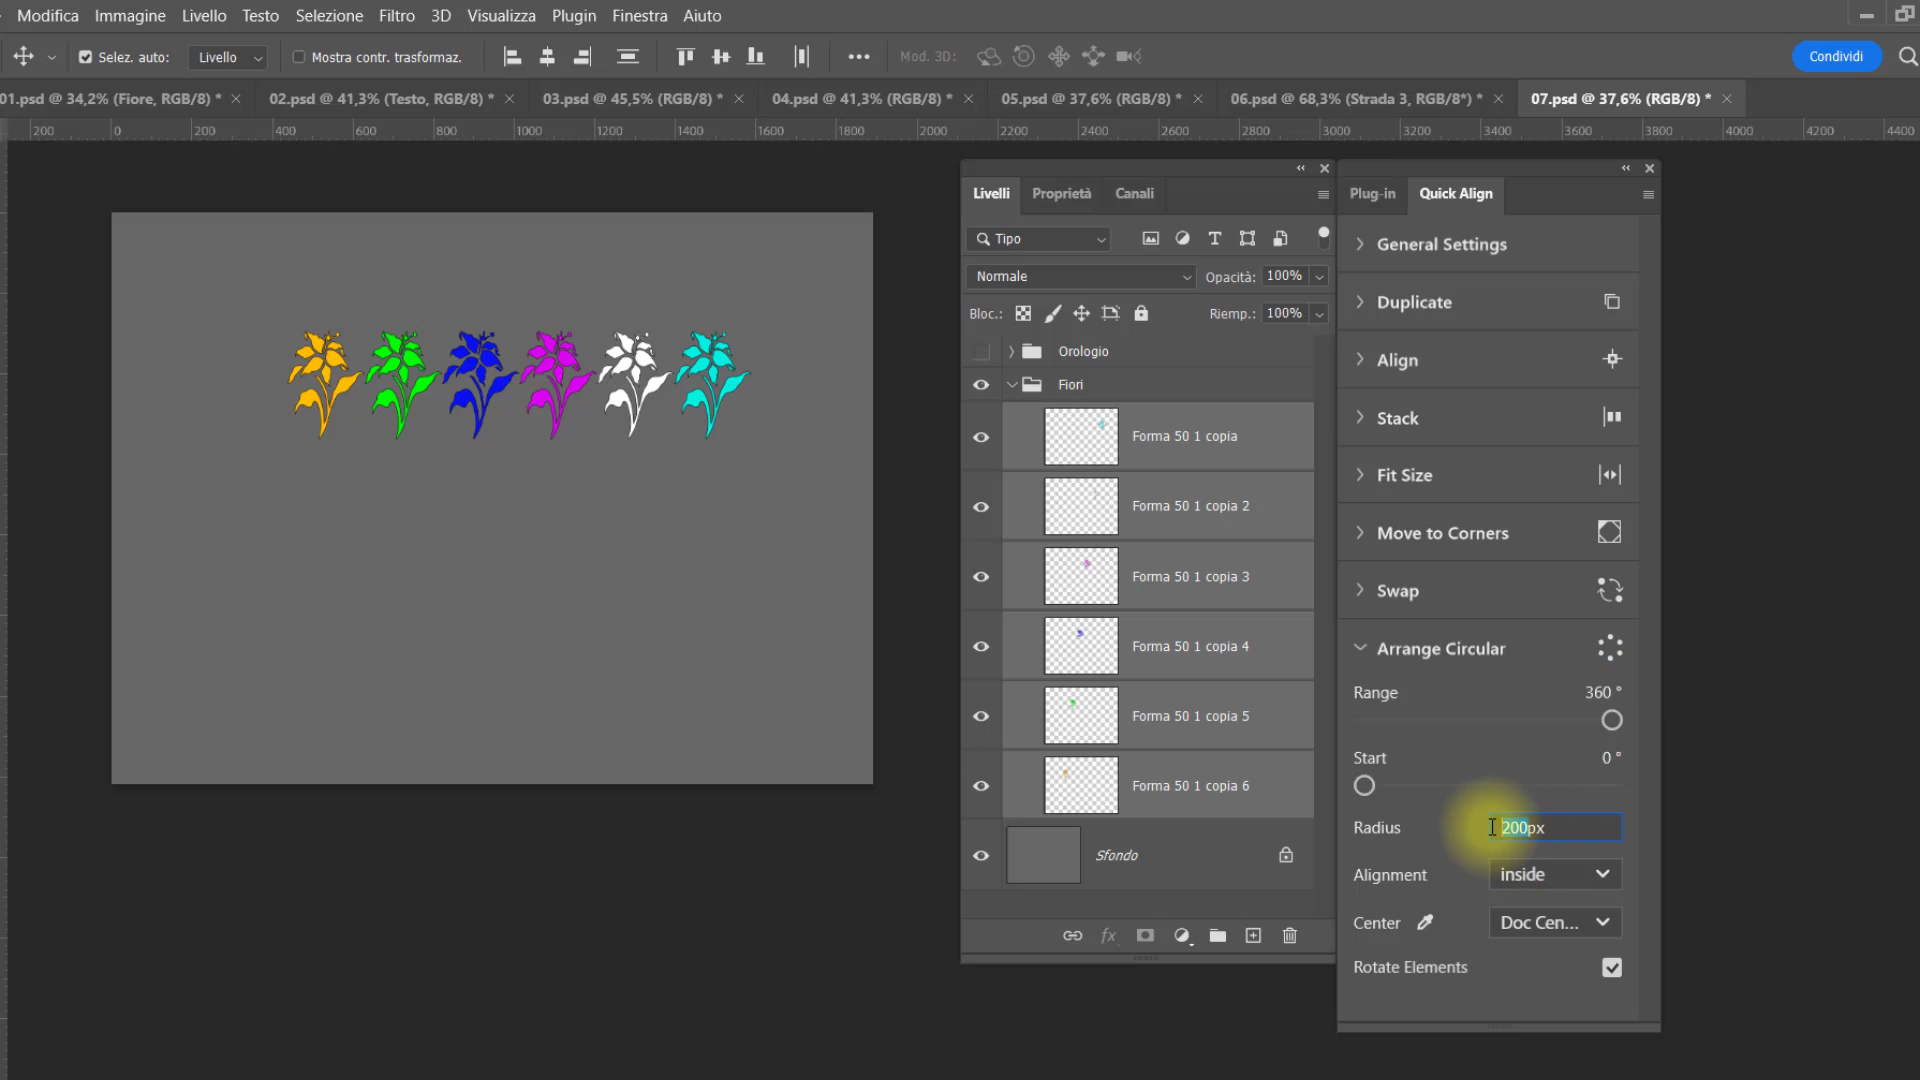 Modifica Immagine Livello Testo Selezione Filtro 3D Visualizza Plugin Finestra Aiuto
Selez. auto: Livello Mostra contr. trasformaz. Mod. 3D: Condividi
01.psd @ 34,2% (Fiore, RGB/8) * 02.psd @ 41,3% (Testo, RGB/8) * 03.psd @ 45,5% (RGB/8) * 04.psd @ 41,3% (RGB/8) * 05.psd @ 37,6% (RGB/8) * 06.psd @ 68,3% (Strada 3, RGB/8*) * 07.psd @ 37,6% (RGB/8) *
200 0 200 400 600 800 1000 1200 1400 1600 1800 2000 2200 2400 2600 2800 3000 3200 3400 3600 3800 4000 4200 4400
Livelli Proprietà Canali
Tipo
Normale Opacità: 100%
Bloc.: Riemp.: 100%
Orologio
Fiori
Forma 50 1 copia
Forma 50 1 copia 2
Forma 50 1 copia 3
Forma 50 1 copia 4
Forma 50 1 copia 5
Forma 50 1 copia 6
Sfondo
fx
Plug-in Quick Align
General Settings
Duplicate
Align
Stack
Fit Size
Move to Corners
Swap
Arrange Circular
Range 360 °
Start 0 °
Radius 200px
Alignment inside
Center Doc Cen...
Rotate Elements